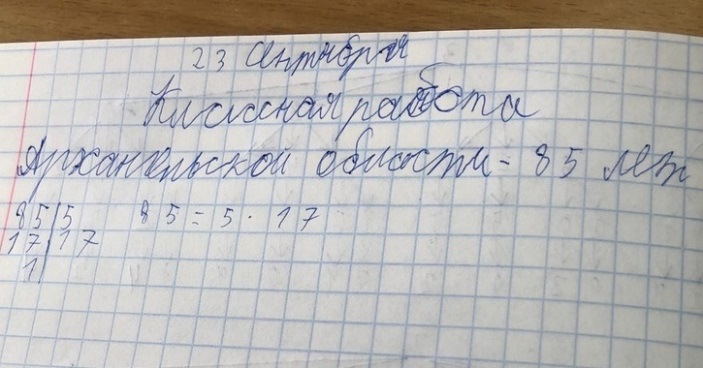 23 Сентября
Классная работа
Архангельской области - 85 лет
85|5 85 = 5 · 17
17|17
1|